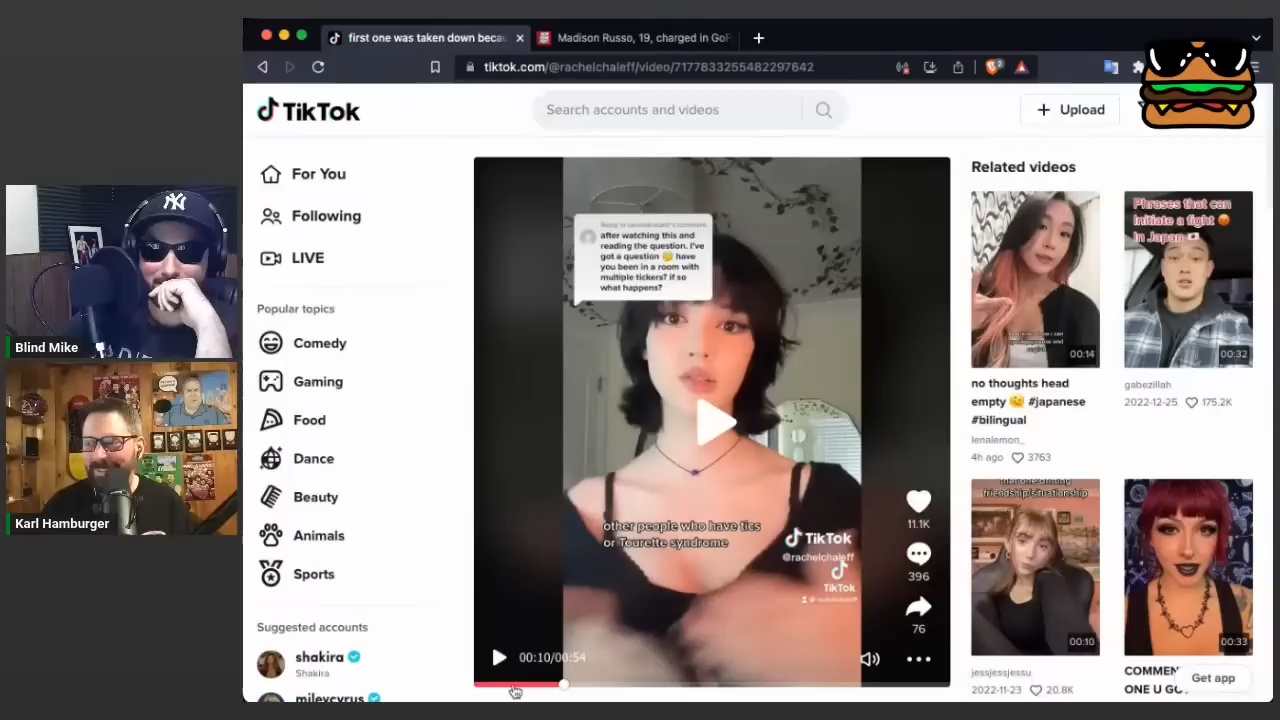 first one was taken down becau
Madison Russo, 19, charged in GoF
tiktok.com/@rachelchaleff/video/7177833255482297642
2
TikTok
Search accounts and videos
Upload
For You
Following
LIVE
Popular topics
Comedy
Gaming
Food
Dance
Beauty
Animals
Sports
Suggested accounts
shakira
Shakira
mileycyrus
NY
Blind Mike
Karl Hamburger
after watching this and
reading the question. I've
got a question 🤔 have
you been in a room with
multiple tickers? if so
what happens?
other people who have tics
or Tourette syndrome
TikTok
@rachelchaleff
TikTok
11.1K
396
76
00:10/00:54
Related videos
00:14
no thoughts head
empty 🫠 #japanese
#bilingual
lenalemon_
4h ago 3763
Phrases that can
initiate a fight 🥊
in Japan 🇯🇵
00:32
gabezillah
2022-12-25 175.2K
friendship/situationship
00:10
jessjessjessu
2022-11-23 20.8K
00:33
COMMEN
ONE U GO
Get app